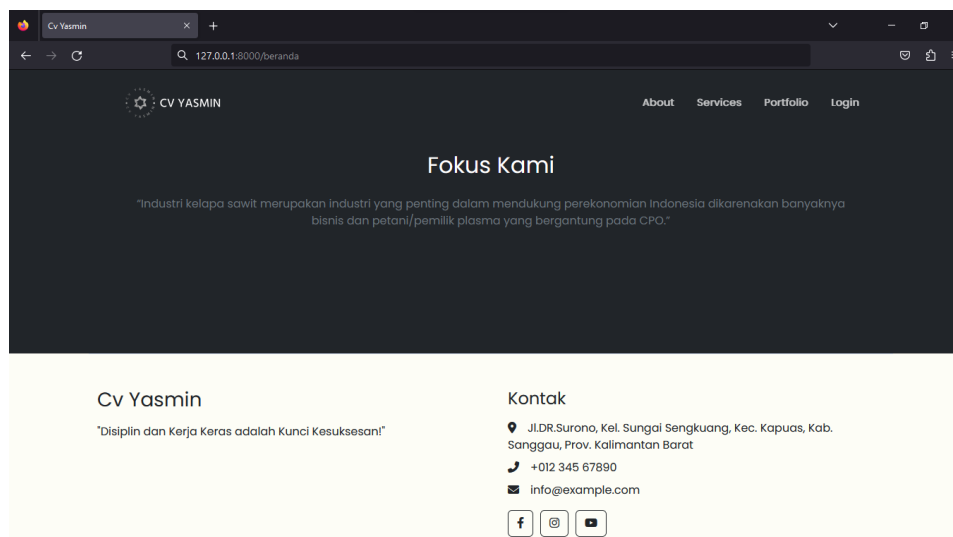 Cv Yasmin
127.0.0.1:8000/beranda
CV YASMIN
About Services Portfolio Login
Fokus Kami
"Industri kelapa sawit merupakan industri yang penting dalam mendukung perekonomian Indonesia dikarenakan banyaknya
bisnis dan petani/pemilik plasma yang bergantung pada CPO."
Cv Yasmin
"Disiplin dan Kerja Keras adalah Kunci Kesuksesan!"
Kontak
Jl.DR.Surono, Kel. Sungai Sengkuang, Kec. Kapuas, Kab.
Sanggau, Prov. Kalimantan Barat
+012 345 67890
info@example.com